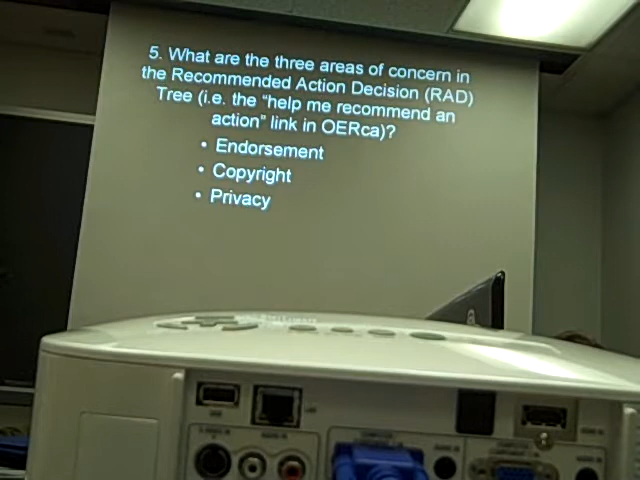 5. What are the three areas of concern in
the Recommended Action Decision (RAD)
Tree (i.e. the "help me recommend an
action" link in OERca)?
• Endorsement
• Copyright
• Privacy